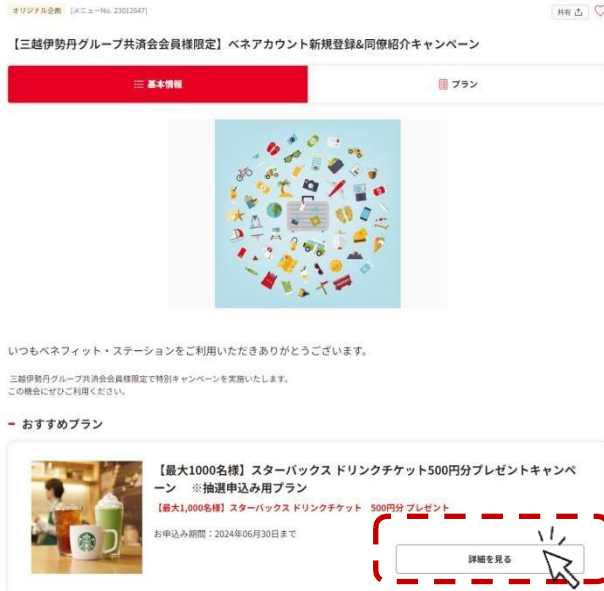 オリジナル企画 [メニューNo. 23012647]
共有
【三越伊勢丹グループ共済会会員様限定】ベネアカウント新規登録&同僚紹介キャンペーン
基本情報
プラン
いつもベネフィット・ステーションをご利用いただきありがとうございます。
三越伊勢丹グループ共済会会員様限定で特別キャンペーンを実施いたします。
この機会にぜひご利用ください。
おすすめプラン
【最大1000名様】スターバックス ドリンクチケット500円分プレゼントキャンペ
ーン ※抽選申込み用プラン
【最大1,000名様】スターバックス ドリンクチケット 500円分 プレゼント
お申込み期間：2024年06月30日まで
詳細を見る